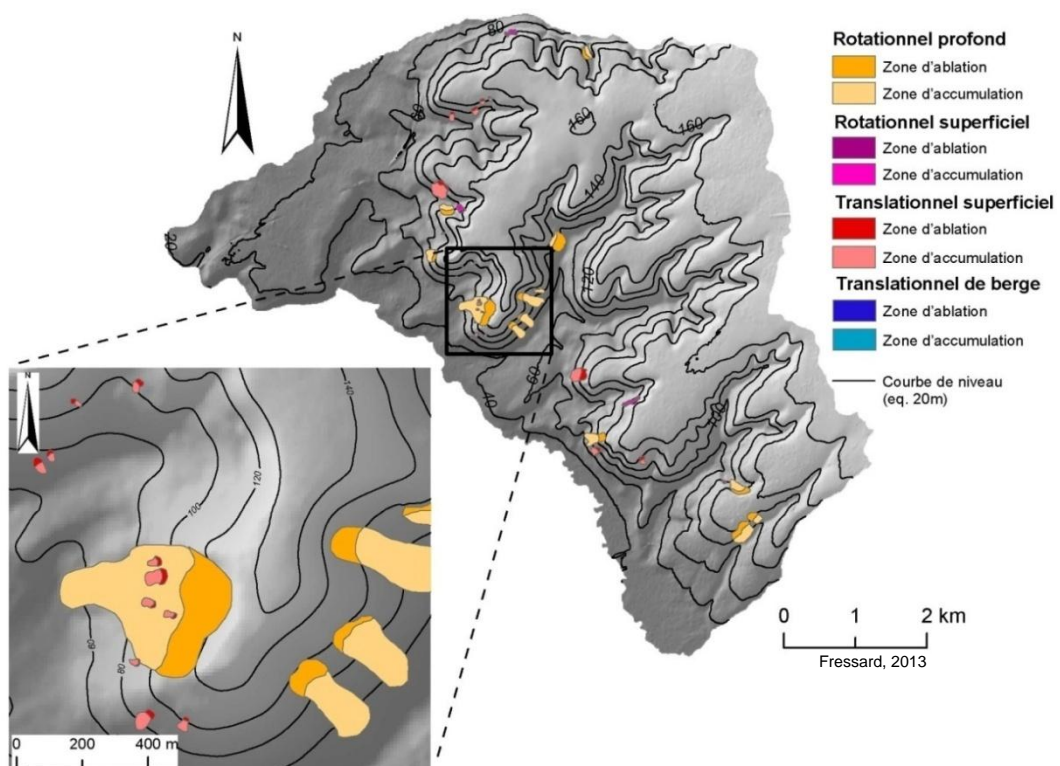 N
Rotationnel profond
Zone d'ablation
Zone d'accumulation
Rotationnel superficiel
Zone d'ablation
Zone d'accumulation
Translationnel superficiel
Zone d'ablation
Zone d'accumulation
Translationnel de berge
Zone d'ablation
Zone d'accumulation
Courbe de niveau
(eq. 20m)
80
160
160
140
120
20
60
40
100
0 1 2 km
Fressard, 2013
N
140
120
100
80
60
0 200 400 m